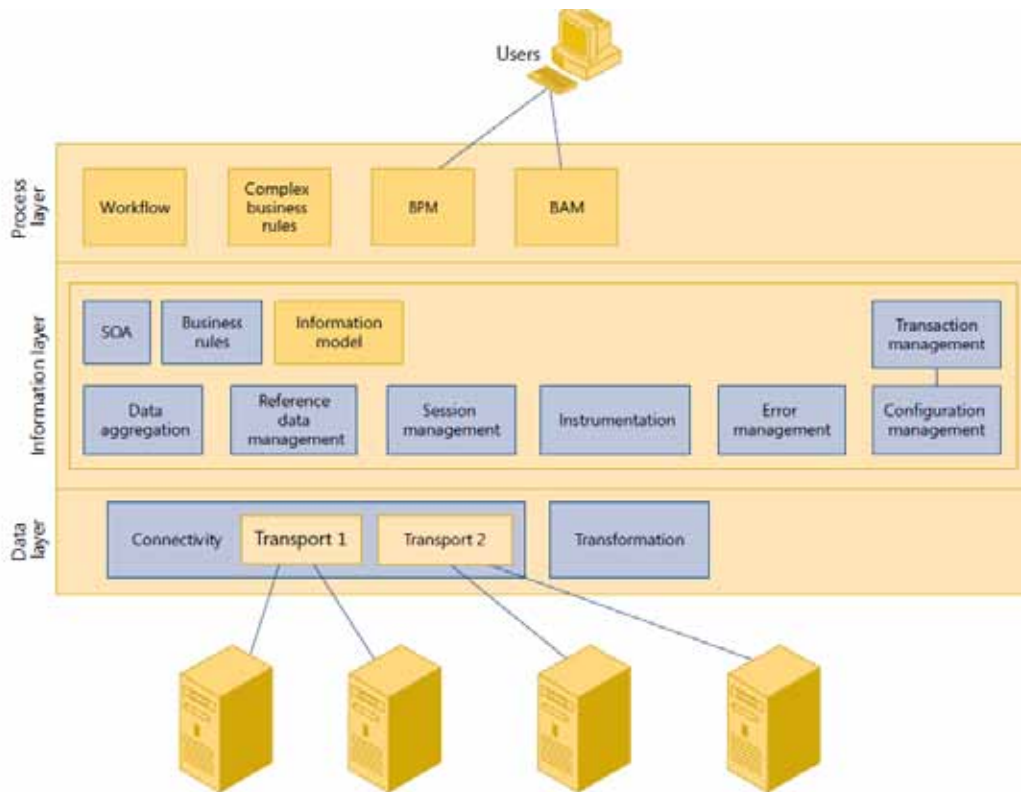 Users
Process
layer
Workflow
Complex
business
rules
BPM
BAM
Information layer
SOA
Business
rules
Information
model
Transaction
management
Data
aggregation
Reference
data
management
Session
management
Instrumentation
Error
management
Configuration
management
Data
layer
Connectivity
Transport 1
Transport 2
Transformation